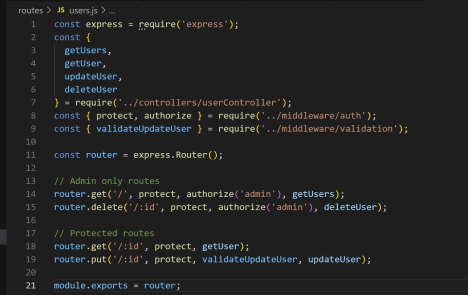 routes > JS users.js > ...
1 const express = require('express');
2 const {
3 getUsers,
4 getUser,
5 updateUser,
6 deleteUser
7 } = require('../controllers/userController');
8 const { protect, authorize } = require('../middleware/auth');
9 const { validateUpdateUser } = require('../middleware/validation');
10
11 const router = express.Router();
12
13 // Admin only routes
14 router.get('/', protect, authorize('admin'), getUsers);
15 router.delete('/:id', protect, authorize('admin'), deleteUser);
16
17 // Protected routes
18 router.get('/:id', protect, getUser);
19 router.put('/:id', protect, validateUpdateUser, updateUser);
20
21 module.exports = router;